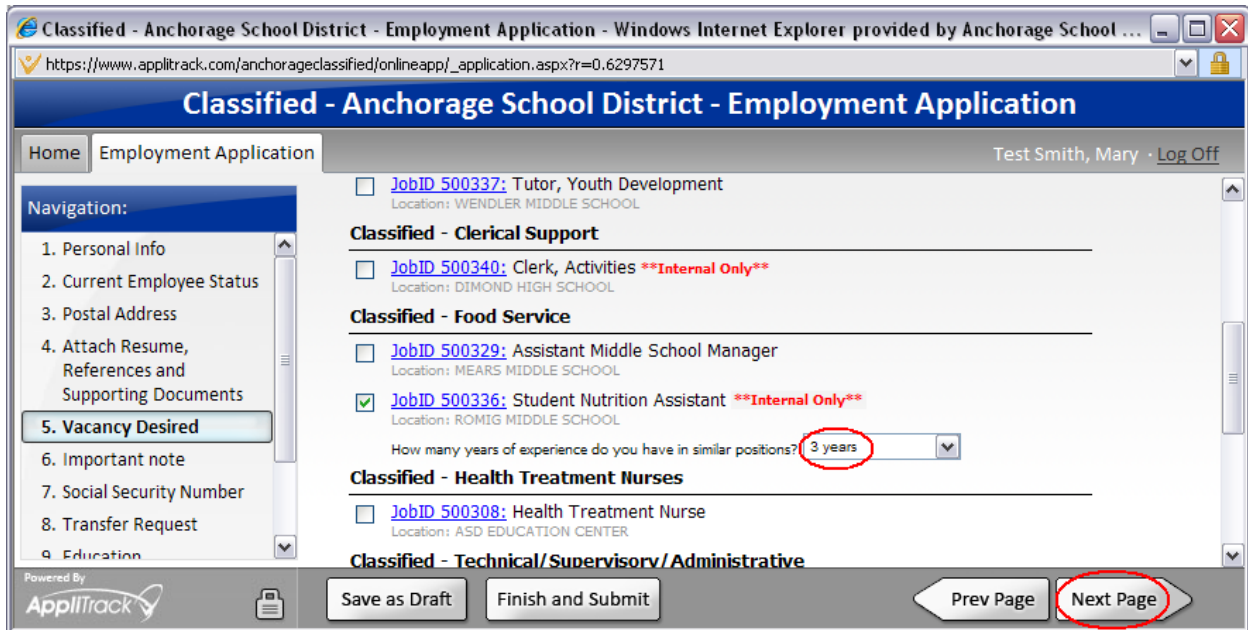 Classified - Anchorage School District - Employment Application - Windows Internet Explorer provided by Anchorage School ...
https://www.applitrack.com/anchorageclassified/onlineapp/_application.aspx?r=0.6297571
Classified - Anchorage School District - Employment Application
Home
Employment Application
Test Smith, Mary · Log Off
Navigation:
1. Personal Info
2. Current Employee Status
3. Postal Address
4. Attach Resume,
References and
Supporting Documents
5. Vacancy Desired
6. Important note
7. Social Security Number
8. Transfer Request
9. Education
JobID 500337: Tutor, Youth Development
Location: WENDLER MIDDLE SCHOOL
Classified - Clerical Support
JobID 500340: Clerk, Activities **Internal Only**
Location: DIMOND HIGH SCHOOL
Classified - Food Service
JobID 500329: Assistant Middle School Manager
Location: MEARS MIDDLE SCHOOL
JobID 500336: Student Nutrition Assistant **Internal Only**
Location: ROMIG MIDDLE SCHOOL
How many years of experience do you have in similar positions? 3 years
Classified - Health Treatment Nurses
JobID 500308: Health Treatment Nurse
Location: ASD EDUCATION CENTER
Classified - Technical/Supervisory/Administrative
Powered By
AppliTrack
Save as Draft
Finish and Submit
Prev Page
Next Page